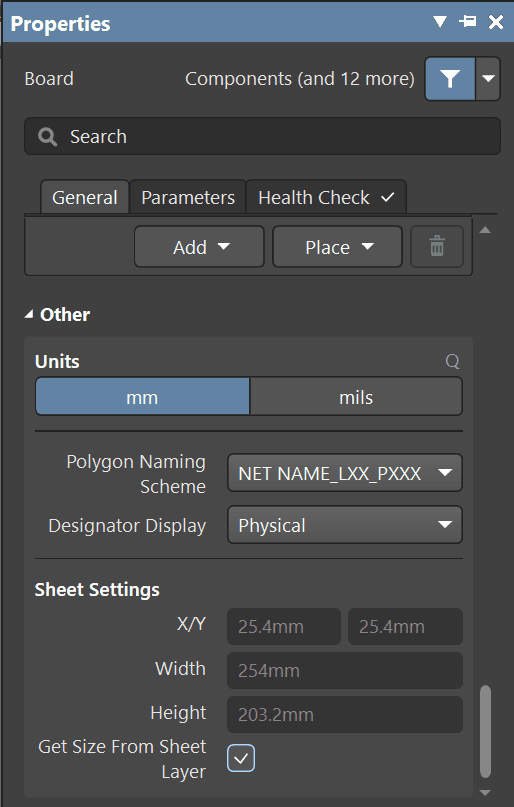 Properties
Board Components (and 12 more)
Search
General Parameters Health Check
Add Place
Other
Units Q
mm mils
Polygon Naming
Scheme
NET NAME_LXX_PXXX
Designator Display Physical
Sheet Settings
X/Y 25.4mm 25.4mm
Width 254mm
Height 203.2mm
Get Size From Sheet
Layer